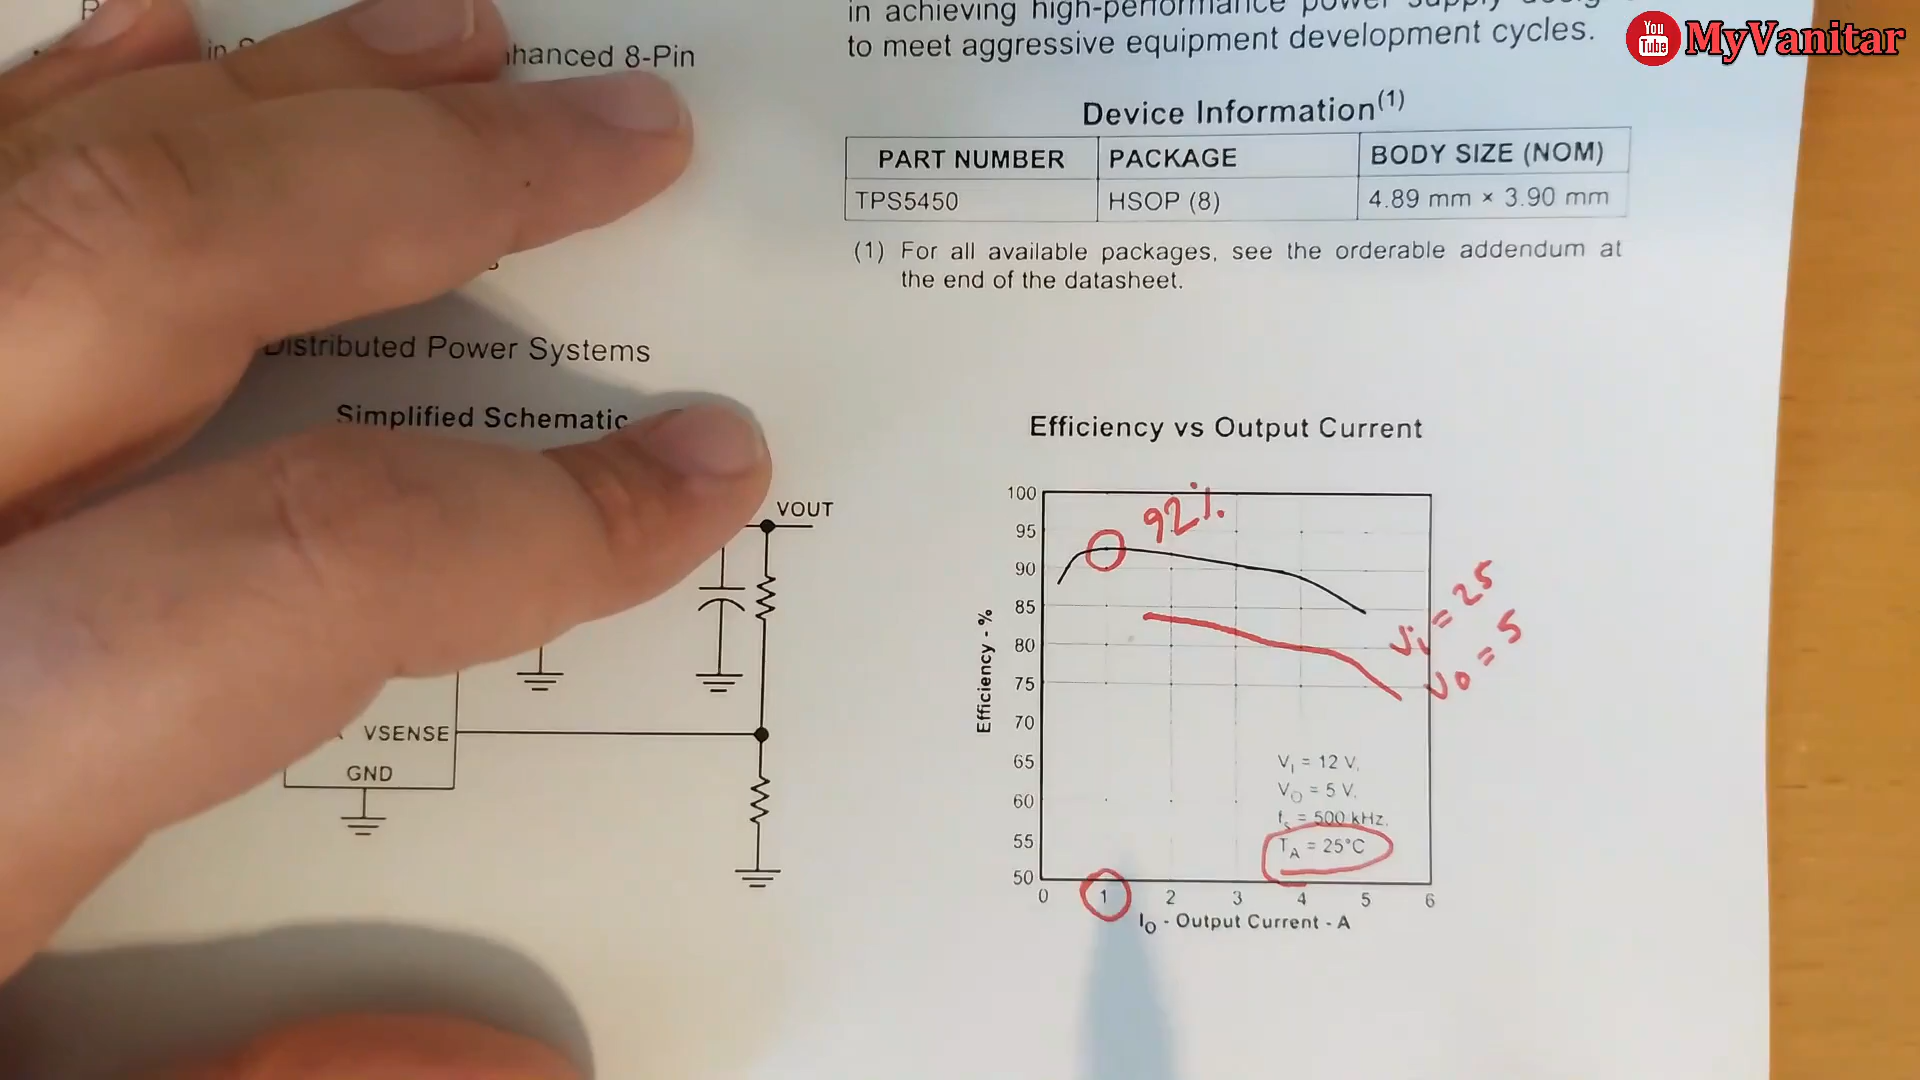 in achieving high-performance power supply
to meet aggressive equipment development cycles.
You
Tube
MyVanitar
8-Pin
Device Information(1)
PART NUMBER PACKAGE BODY SIZE (NOM)
TPS5450 HSOP (8) 4.89 mm × 3.90 mm
(1) For all available packages, see the orderable addendum at
the end of the datasheet.
Distributed Power Systems
Simplified Schematic
VOUT
VSENSE
GND
Efficiency vs Output Current
100
95
90
85
80
75
70
65
60
55
50
Efficiency - %
92%
Vi = 25
Vo = 5
VI = 12 V,
VO = 5 V,
fs = 500 kHz,
TA = 25°C
0 1 2 3 4 5 6
IO - Output Current - A